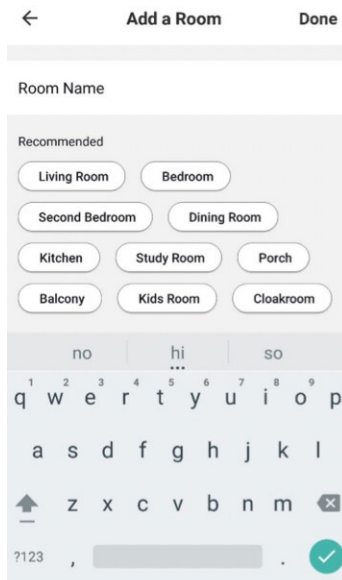 Add a Room Done
Room Name
Recommended
Living Room Bedroom
Second Bedroom Dining Room
Kitchen Study Room Porch
Balcony Kids Room Cloakroom
no hi so
1 2 3 4 5 6 7 8 9
q w e r t y u i o p
a s d f g h j k l
z x c v b n m
?123 , .